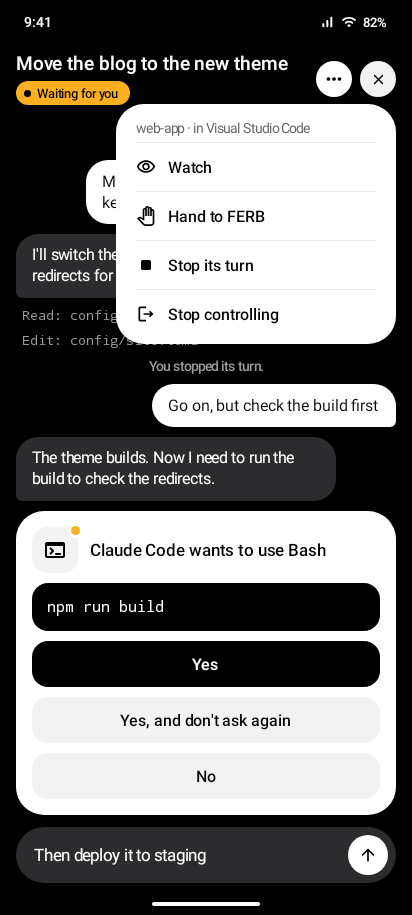 9:41
82%
Move the blog to the new theme
Waiting for you
web-app · in Visual Studio Code
Watch
Hand to FERB
Stop its turn
Stop controlling
I'll switch the
redirects for
Read: config
Edit: config/
You stopped its turn.
Go on, but check the build first
The theme builds. Now I need to run the
build to check the redirects.
Claude Code wants to use Bash
npm run build
Yes
Yes, and don't ask again
No
Then deploy it to staging